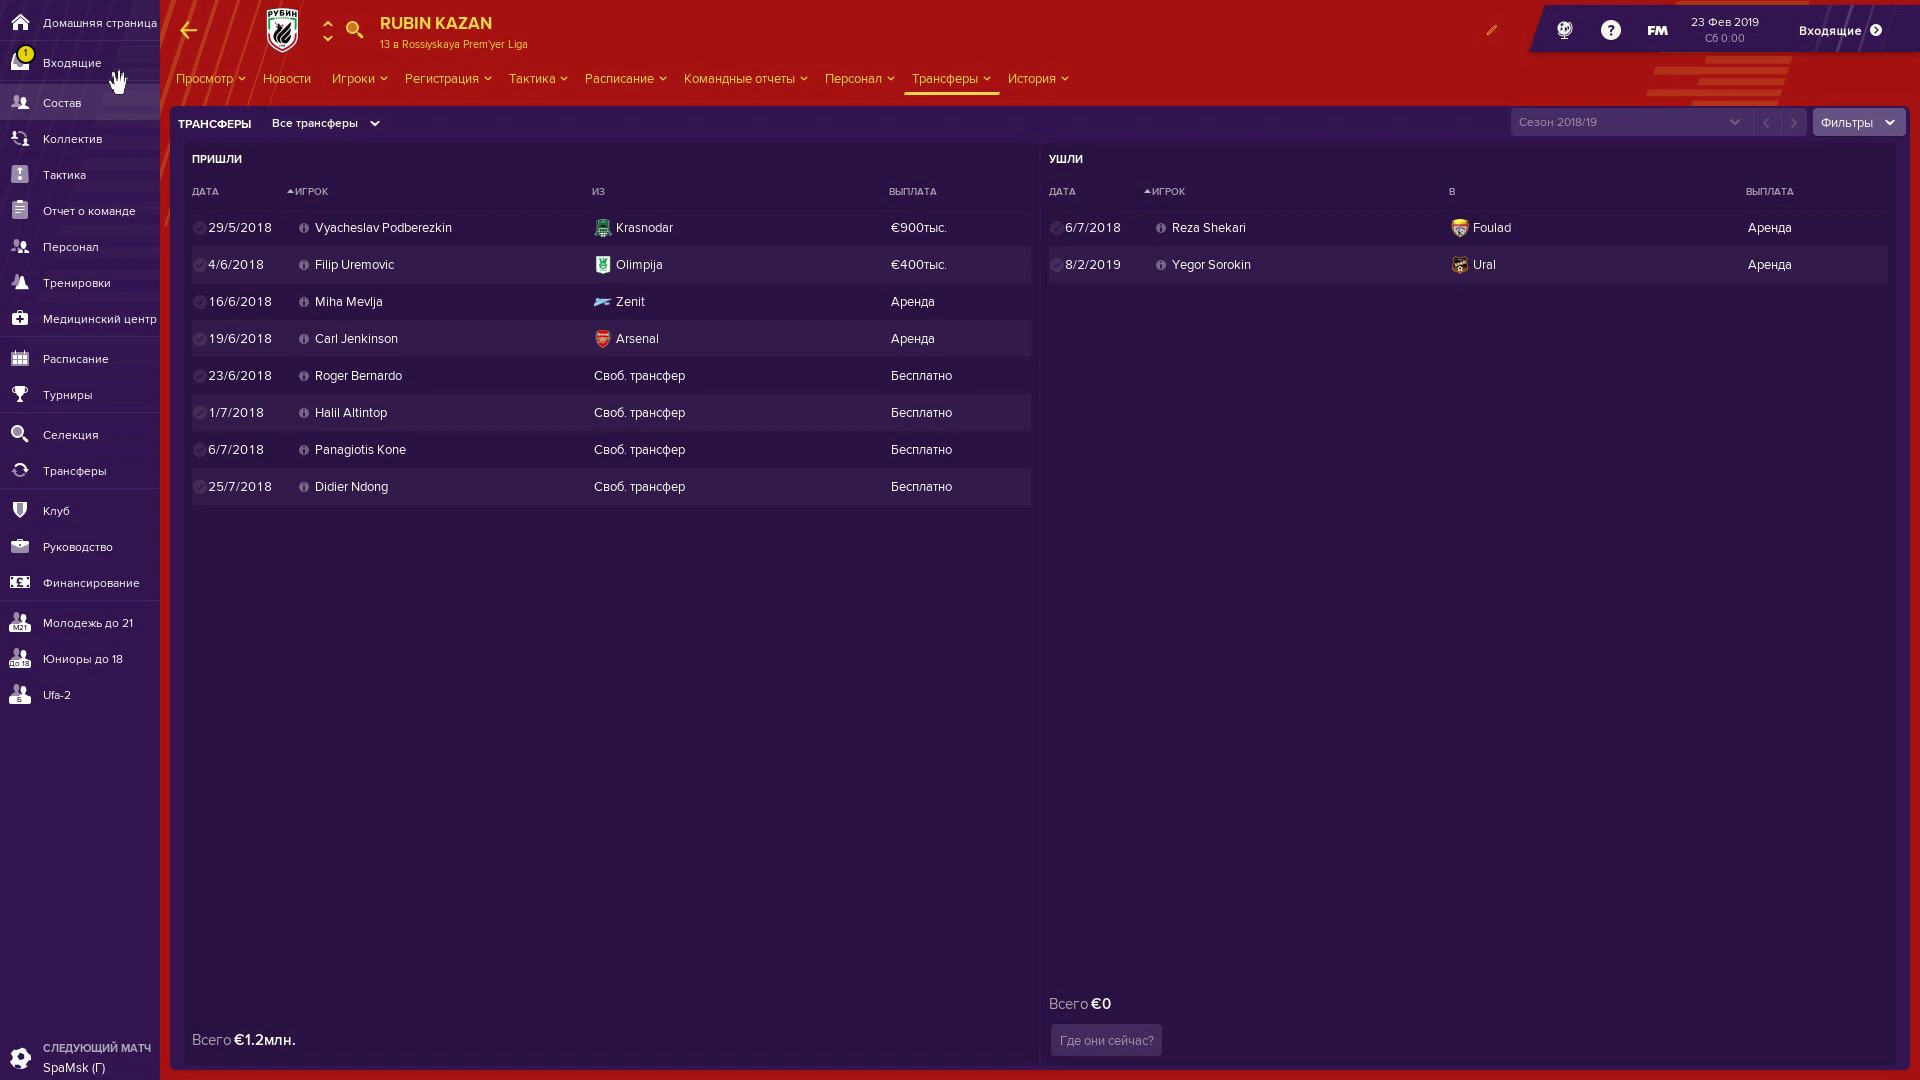 Домашняя страница
1
Входящие
Состав
Коллектив
Тактика
Отчет о команде
Персонал
Тренировки
Медицинский центр
Расписание
Турниры
Селекция
Трансферы
Клуб
Руководство
Финансирование
М21
Молодежь до 21
До 18
Юниоры до 18
Б
Ufa-2
СЛЕДУЮЩИЙ МАТЧ
SpaMsk (Г)
РУБИН
RUBIN KAZAN
13 в Rossiyskaya Prem'yer Liga
?
FM
23 Фев 2019
Сб 0:00
Входящие
Просмотр Новости Игроки Регистрация Тактика Расписание Командные отчеты Персонал Трансферы История
ТРАНСФЕРЫ Все трансферы
Сезон 2018/19
Фильтры
ПРИШЛИ
ДАТА ИГРОК ИЗ ВЫПЛАТА
29/5/2018 Vyacheslav Podberezkin Krasnodar €900тыс.
4/6/2018 Filip Uremovic Olimpija €400тыс.
16/6/2018 Miha Mevlja Zenit Аренда
19/6/2018 Carl Jenkinson Arsenal Аренда
23/6/2018 Roger Bernardo Своб. трансфер Бесплатно
1/7/2018 Halil Altintop Своб. трансфер Бесплатно
6/7/2018 Panagiotis Kone Своб. трансфер Бесплатно
25/7/2018 Didier Ndong Своб. трансфер Бесплатно
Всего €1.2млн.
УШЛИ
ДАТА ИГРОК В ВЫПЛАТА
6/7/2018 Reza Shekari Foulad Аренда
8/2/2019 Yegor Sorokin Ural Аренда
Всего €0
Где они сейчас?